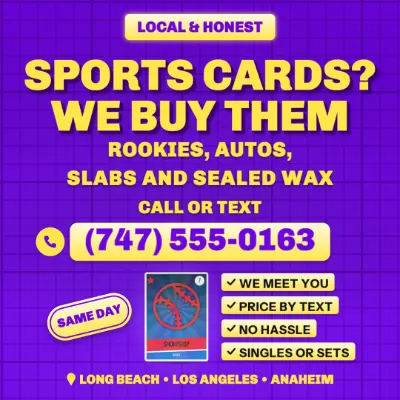 LOCAL & HONEST
SPORTS CARDS?
WE BUY THEM
ROOKIES, AUTOS,
SLABS AND SEALED WAX
CALL OR TEXT
(747) 555-0163
SAME DAY
✓ WE MEET YOU
✓ PRICE BY TEXT
✓ NO HASSLE
✓ SINGLES OR SETS
LONG BEACH • LOS ANGELES • ANAHEIM